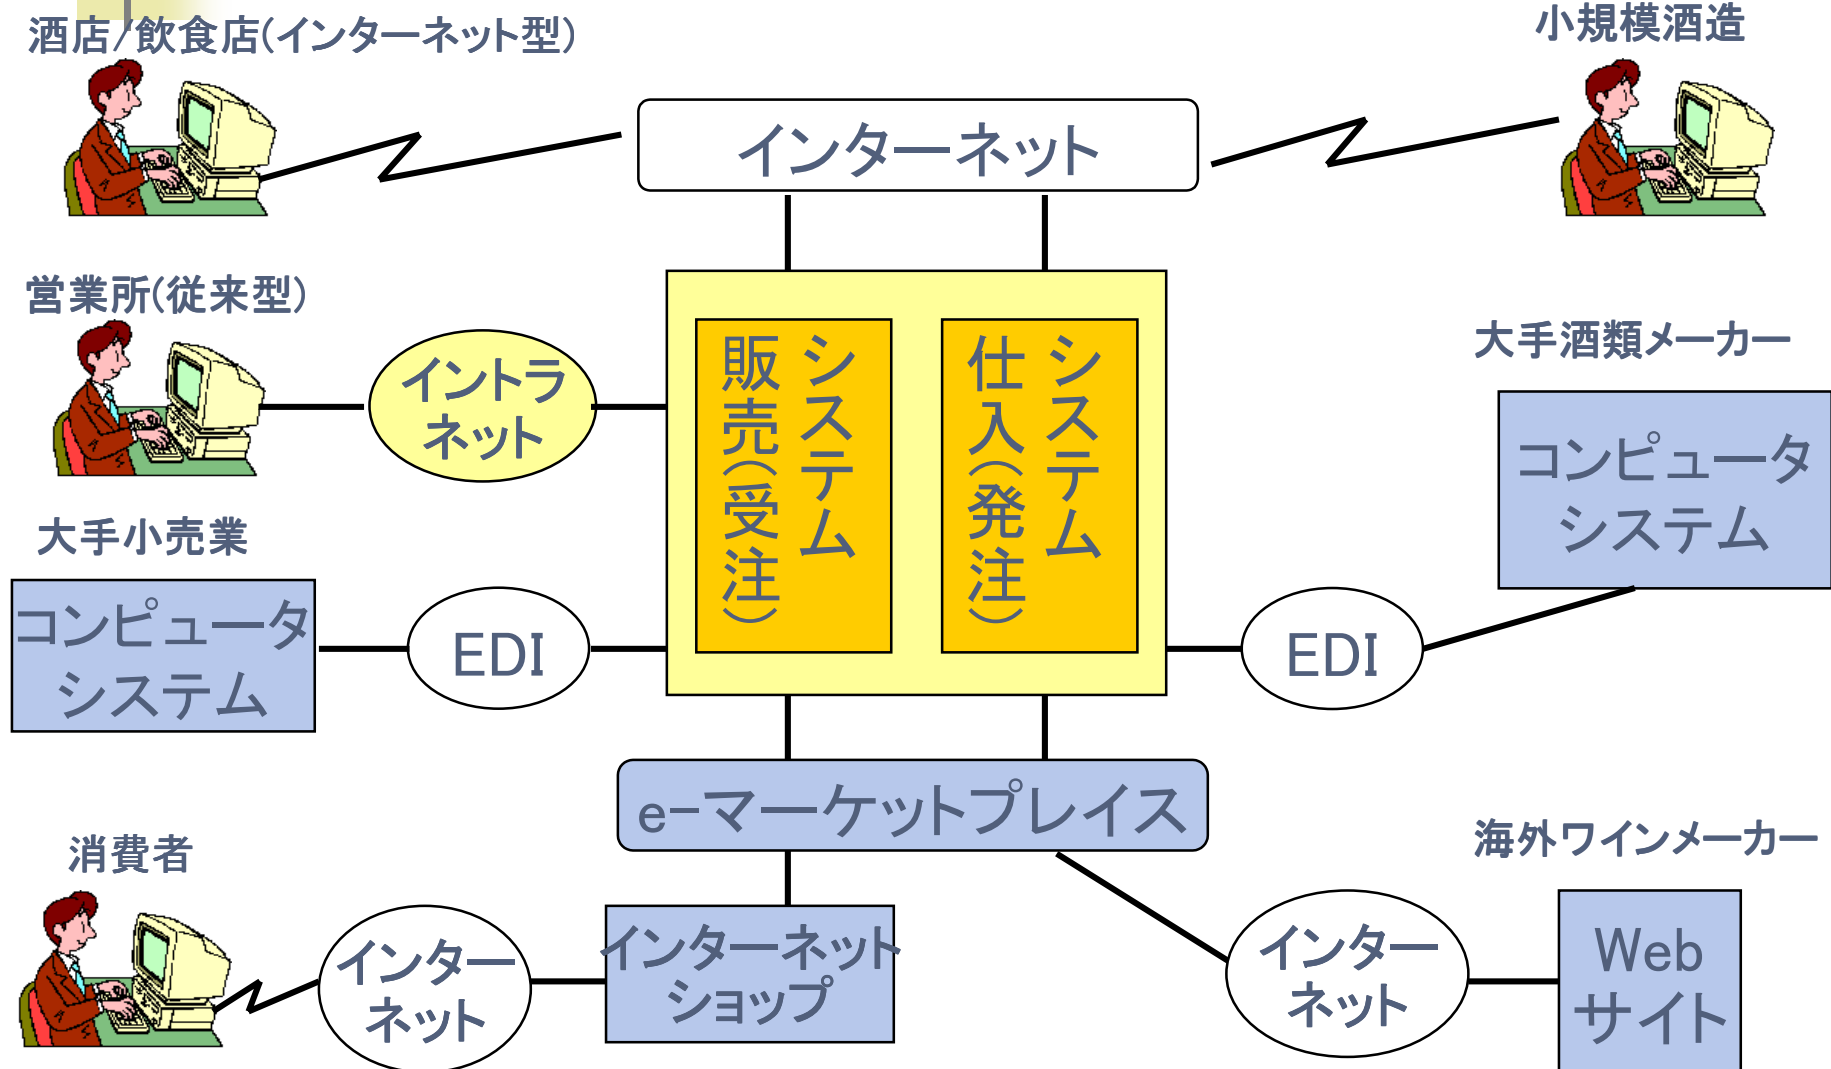 酒店/飲食店(インターネット型)
小規模酒造
インターネット
営業所(従来型)
イントラ
ネット
販売(受注)
システム
仕入(発注)
システム
大手酒類メーカー
コンピュータ
システム
大手小売業
コンピュータ
システム
EDI
EDI
e-マーケットプレイス
消費者
インター
ネット
インターネット
ショップ
海外ワインメーカー
インター
ネット
Web
サイト